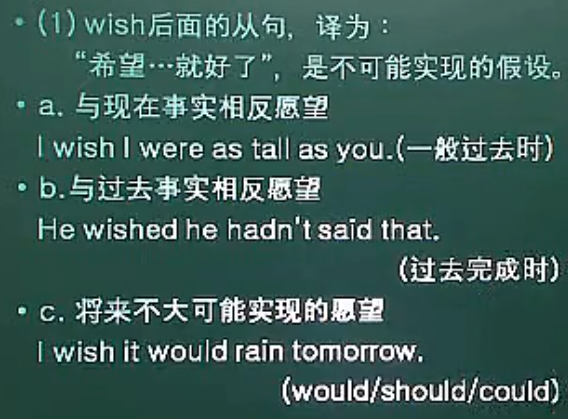 • (1) wish后面的从句, 译为：
“希望…就好了”, 是不可能实现的假设。
• a. 与现在事实相反愿望
I wish I were as tall as you.(一般过去时)
• b.与过去事实相反愿望
He wished he hadn't said that.
(过去完成时)
• c. 将来不大可能实现的愿望
I wish it would rain tomorrow.
(would/should/could)